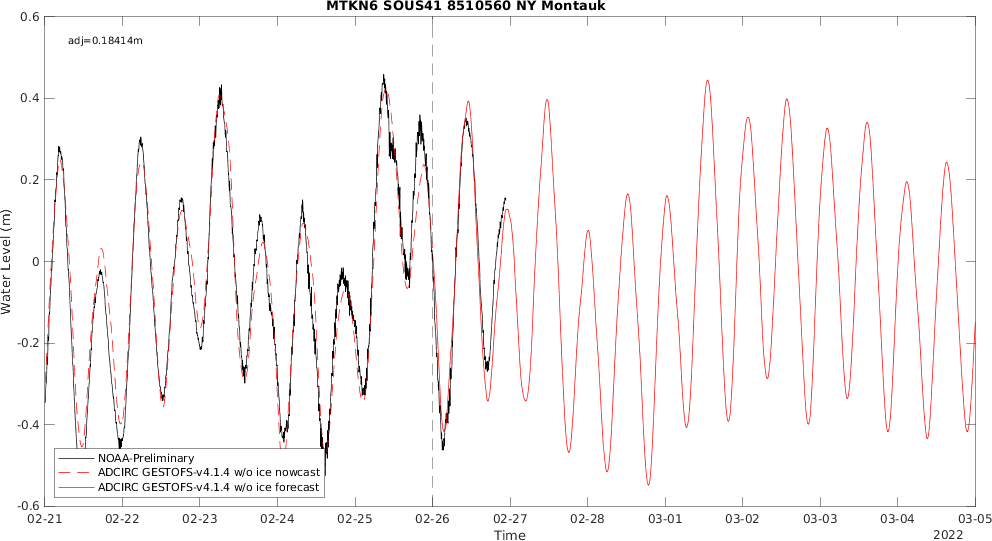 MTKN6 SOUS41 8510560 NY Montauk
adj=0.18414m
Water Level (m)
0.6
0.4
0.2
0
-0.2
-0.4
-0.6
NOAA-Preliminary
ADCIRC GESTOFS-v4.1.4 w/o ice nowcast
ADCIRC GESTOFS-v4.1.4 w/o ice forecast
02-21 02-22 02-23 02-24 02-25 02-26 02-27 02-28 03-01 03-02 03-03 03-04 03-05
Time
2022